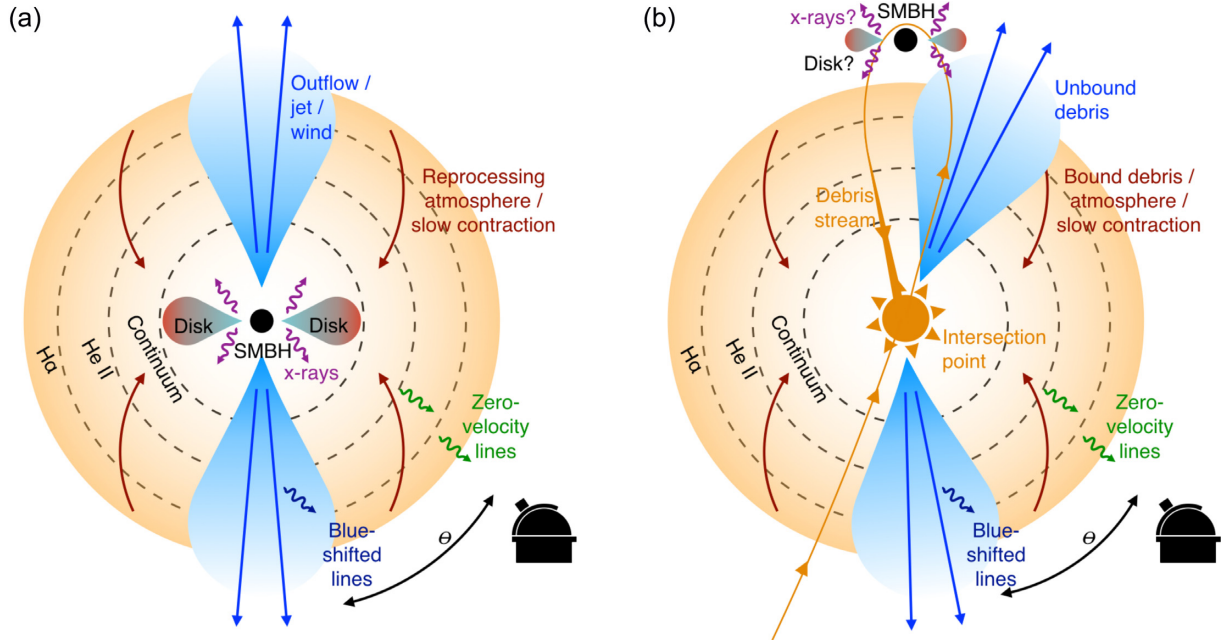 (a)
Outflow /
jet /
wind
Reprocessing
atmosphere /
slow contraction
Disk
Disk
SMBH
x-rays
Hα
He II
Continuum
Zero-
velocity
lines
Blue-
shifted
lines
θ
(b)
x-rays?
SMBH
Disk?
Unbound
debris
Debris
stream
Bound debris /
atmosphere /
slow contraction
Intersection
point
Hα
He II
Continuum
Zero-
velocity
lines
Blue-
shifted
lines
θ